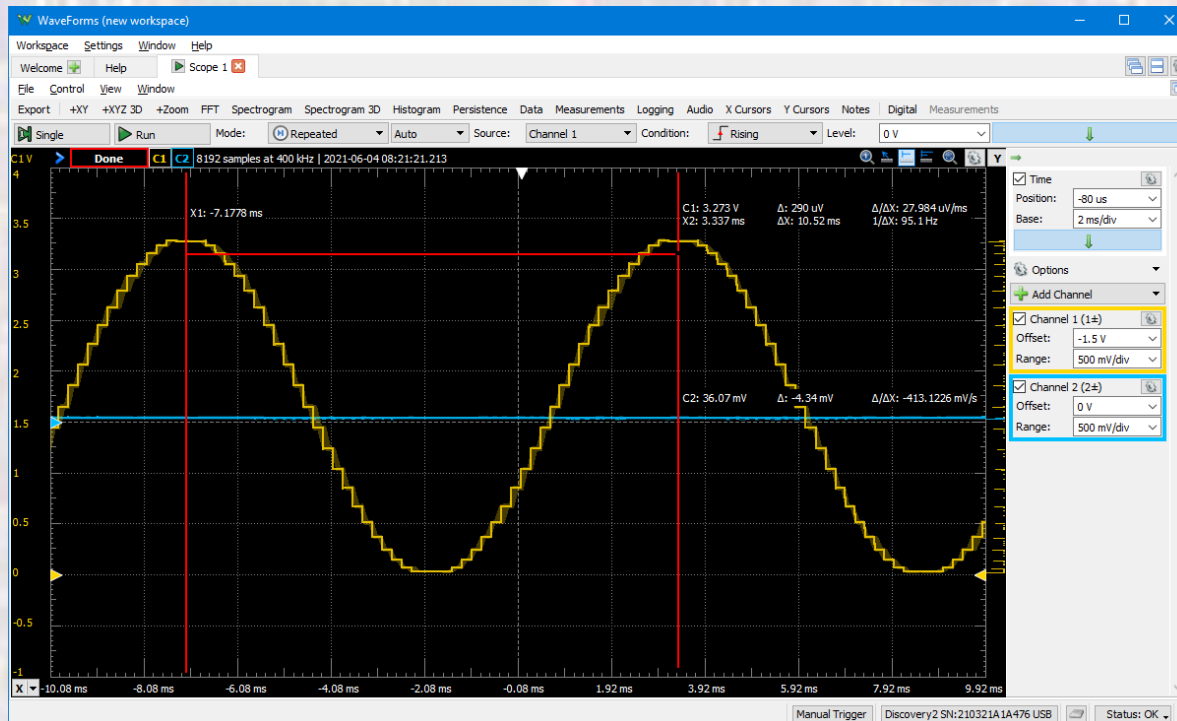 WaveForms (new workspace)
Workspace Settings Window Help
Welcome Help Scope 1
File Control View Window
Export +XY +XYZ 3D +Zoom FFT Spectrogram Spectrogram 3D Histogram Persistence Data Measurements Logging Audio X Cursors Y Cursors Notes Digital Measurements
Single Run Mode: Repeated Auto Source: Channel 1 Condition: Rising Level: 0 V
C1 V Done C1 C2 8192 samples at 400 kHz | 2021-06-04 08:21:21.213 Y
4
3.5
3
2.5
2
1.5
1
0.5
0
-0.5
-1
X1: -7.1778 ms
C1: 3.273 V Δ: 290 uV Δ/ΔX: 27.984 uV/ms
X2: 3.337 ms ΔX: 10.52 ms 1/ΔX: 95.1 Hz
C2: 36.07 mV Δ: -4.34 mV Δ/ΔX: -413.1226 mV/s
X -10.08 ms -8.08 ms -6.08 ms -4.08 ms -2.08 ms -0.08 ms 1.92 ms 3.92 ms 5.92 ms 7.92 ms 9.92 ms
Time
Position: -80 us
Base: 2 ms/div
Options
Add Channel
Channel 1 (1±)
Offset: -1.5 V
Range: 500 mV/div
Channel 2 (2±)
Offset: 0 V
Range: 500 mV/div
Manual Trigger Discovery2 SN:210321A1A476 USB Status: OK